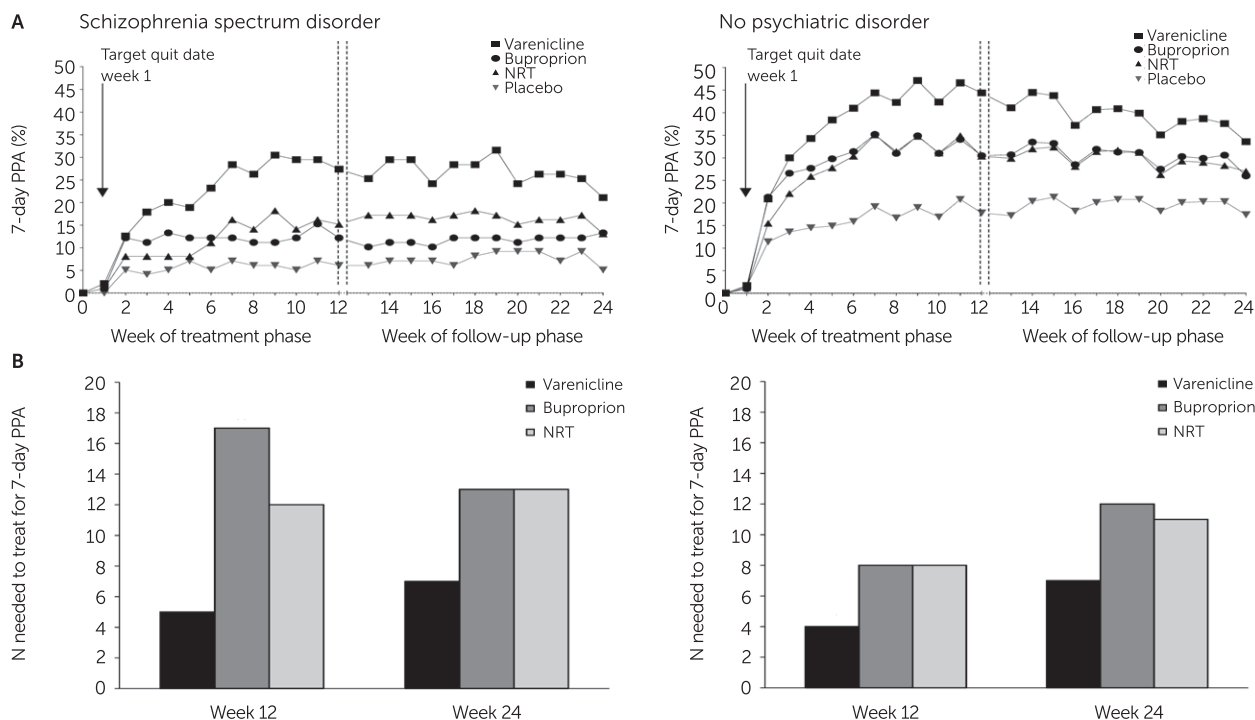 A
Schizophrenia spectrum disorder
Target quit date
week 1
Varenicline
Buproprion
NRT
Placebo
7-day PPA (%)
50
45
40
35
30
25
20
15
10
5
0
0 2 4 6 8 10 12 14 16 18 20 22 24
Week of treatment phase
Week of follow-up phase
No psychiatric disorder
Target quit date
week 1
Varenicline
Buproprion
NRT
Placebo
7-day PPA (%)
50
45
40
35
30
25
20
15
10
5
0
0 2 4 6 8 10 12 14 16 18 20 22 24
Week of treatment phase
Week of follow-up phase
B
N needed to treat for 7-day PPA
20
18
16
14
12
10
8
6
4
2
0
Varenicline
Buproprion
NRT
Week 12
Week 24
N needed to treat for 7-day PPA
20
18
16
14
12
10
8
6
4
2
0
Varenicline
Buproprion
NRT
Week 12
Week 24